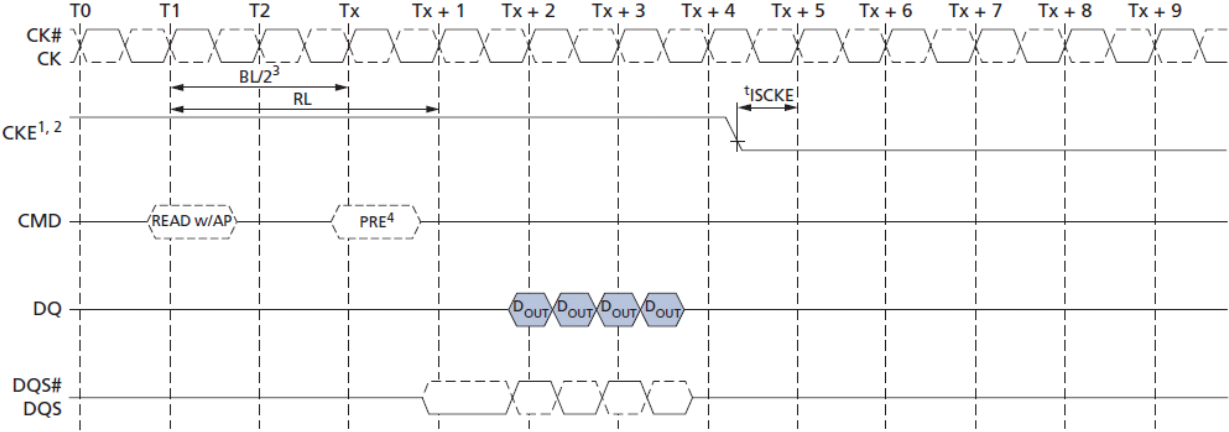 T0 T1 T2 Tx Tx + 1 Tx + 2 Tx + 3 Tx + 4 Tx + 5 Tx + 6 Tx + 7 Tx + 8 Tx + 9
CK#
CK
BL/2³
RL
tISCKE
CKE1, 2
CMD READ w/AP PRE4
DQ DOUT DOUT DOUT DOUT
DQS#
DQS